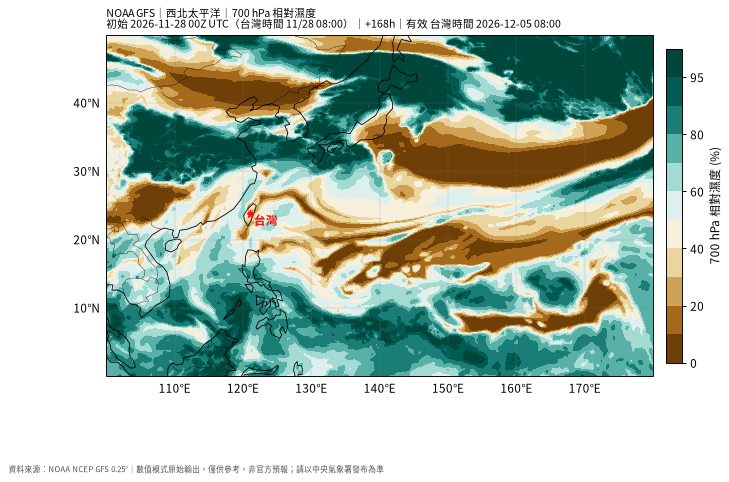 NOAA GFS｜西北太平洋｜700 hPa 相對濕度
初始 2026-11-28 00Z UTC（台灣時間 11/28 08:00）｜+168h｜有效 台灣時間 2026-12-05 08:00
40°N
30°N
20°N
10°N
110°E 120°E 130°E 140°E 150°E 160°E 170°E
台灣
95
80
60
40
20
0
700 hPa 相對濕度 (%)
資料來源：NOAA NCEP GFS 0.25°｜數值模式原始輸出，僅供參考，非官方預報；請以中央氣象署發布為準